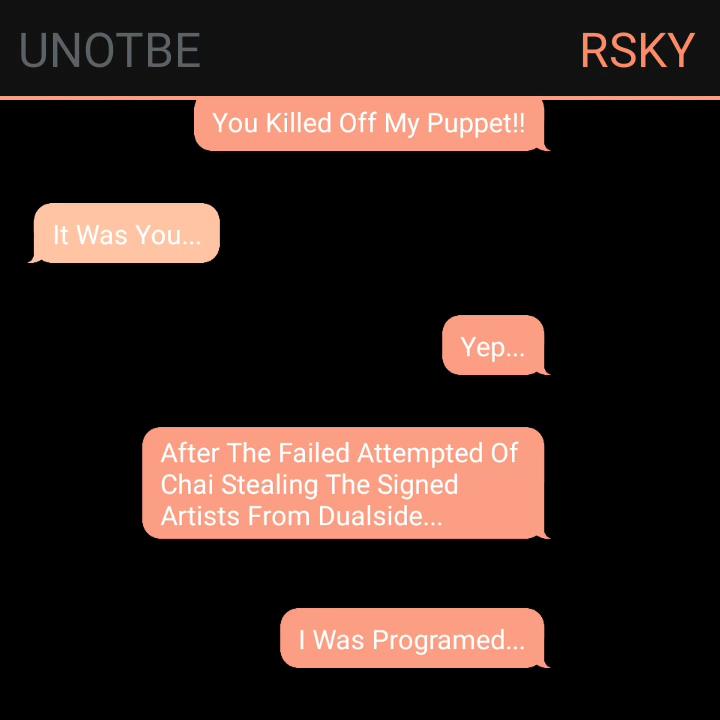 UNOTBE
RSKY
You Killed Off My Puppet!!
It Was You...
Yep...
After The Failed Attempted Of
Chai Stealing The Signed
Artists From Dualside...
I Was Programed...